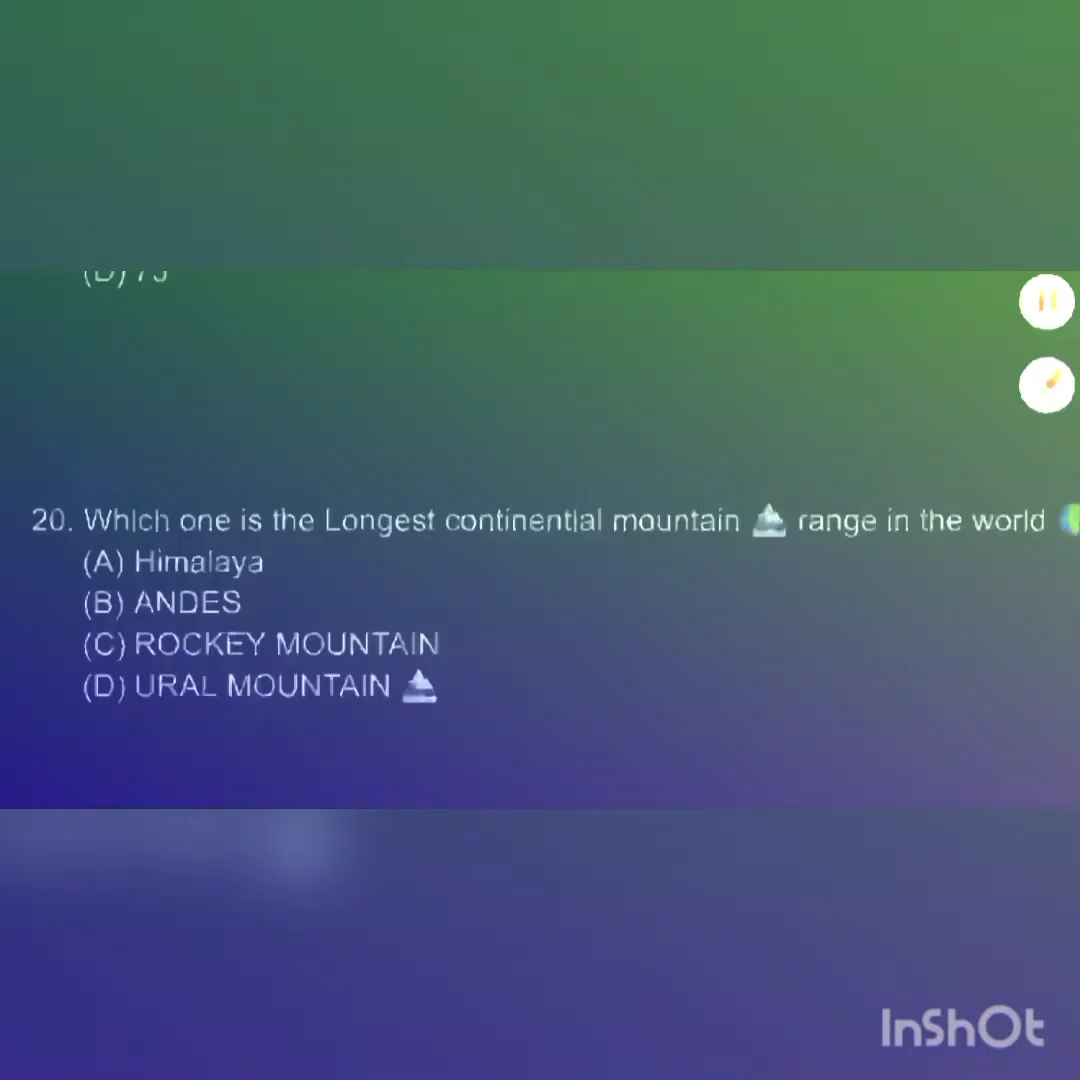 20. Which one is the Longest continential mountain range in the world
(A) Himalaya
(B) ANDES
(C) ROCKEY MOUNTAIN
(D) URAL MOUNTAIN
InShOt